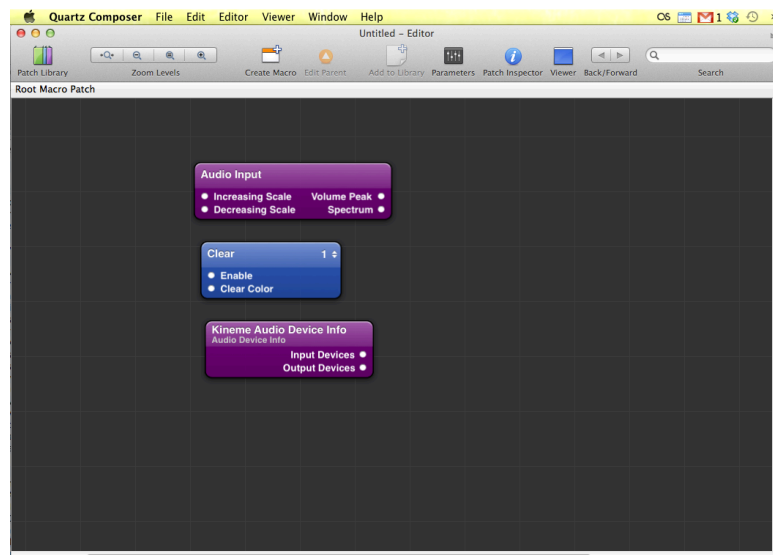 Quartz Composer File Edit Editor Viewer Window Help OS 1
Untitled – Editor
Patch Library Zoom Levels Create Macro Edit Parent Add to Library Parameters Patch Inspector Viewer Back/Forward Search
Root Macro Patch
Audio Input
Increasing Scale Volume Peak
Decreasing Scale Spectrum
Clear 1
Enable
Clear Color
Kineme Audio Device Info
Audio Device Info
Input Devices
Output Devices